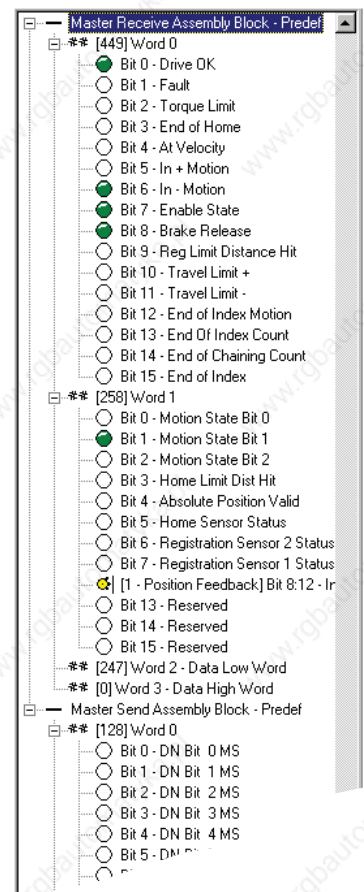 Master Receive Assembly Block - Predef
** [449] Word 0
Bit 0 - Drive OK
Bit 1 - Fault
Bit 2 - Torque Limit
Bit 3 - End of Home
Bit 4 - At Velocity
Bit 5 - In + Motion
Bit 6 - In - Motion
Bit 7 - Enable State
Bit 8 - Brake Release
Bit 9 - Reg Limit Distance Hit
Bit 10 - Travel Limit +
Bit 11 - Travel Limit -
Bit 12 - End of Index Motion
Bit 13 - End Of Index Count
Bit 14 - End of Chaining Count
Bit 15 - End of Index
** [258] Word 1
Bit 0 - Motion State Bit 0
Bit 1 - Motion State Bit 1
Bit 2 - Motion State Bit 2
Bit 3 - Home Limit Dist Hit
Bit 4 - Absolute Position Valid
Bit 5 - Home Sensor Status
Bit 6 - Registration Sensor 2 Status
Bit 7 - Registration Sensor 1 Status
[1 - Position Feedback] Bit 8:12 - In
Bit 13 - Reserved
Bit 14 - Reserved
Bit 15 - Reserved
** [247] Word 2 - Data Low Word
** [0] Word 3 - Data High Word
Master Send Assembly Block - Predef
** [128] Word 0
Bit 0 - DN Bit 0 MS
Bit 1 - DN Bit 1 MS
Bit 2 - DN Bit 2 MS
Bit 3 - DN Bit 3 MS
Bit 4 - DN Bit 4 MS
Bit 5 - DN